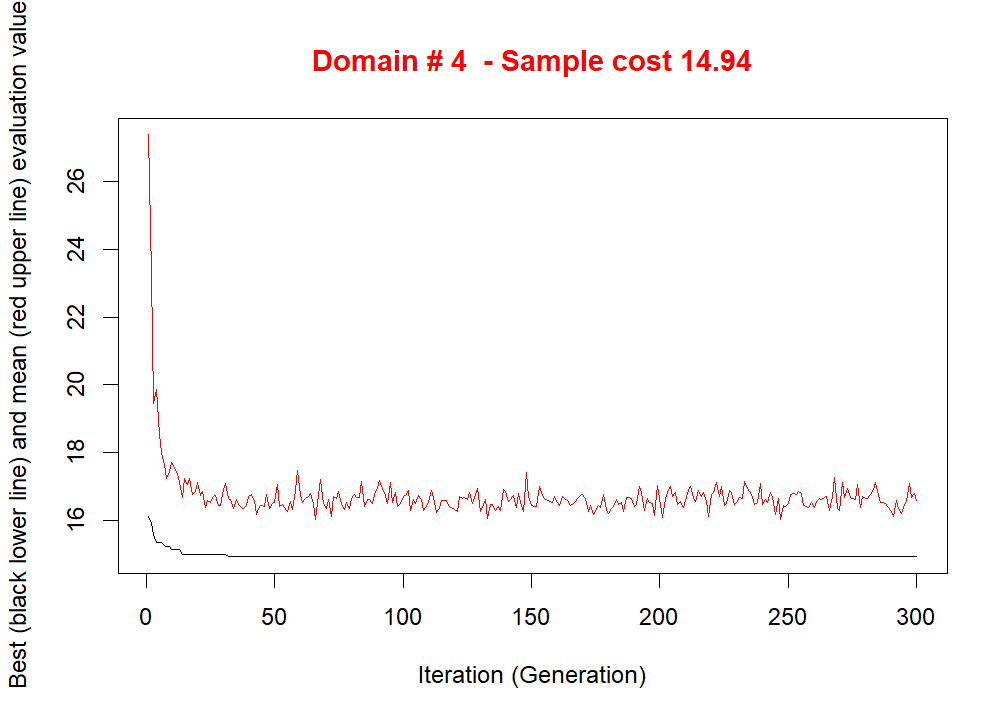 Domain # 4  - Sample cost 14.94
Best (black lower line) and mean (red upper line) evaluation value
26
24
22
20
18
16
0 50 100 150 200 250 300
Iteration (Generation)